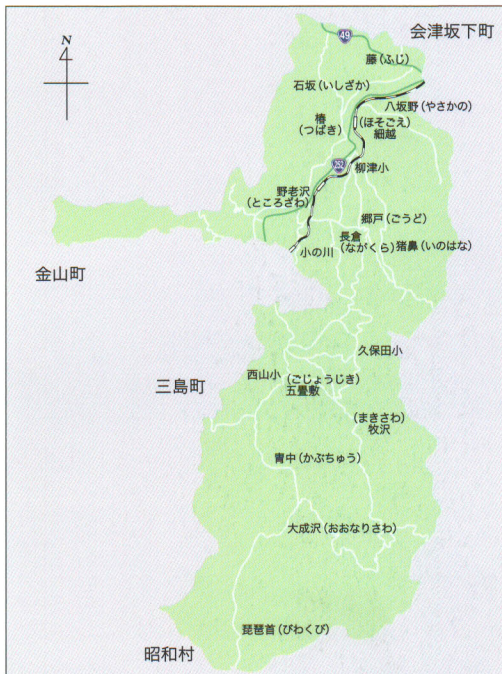 会津坂下町
N
49
藤(ふじ)
石坂(いしざか)
八坂野(やさかの)
椿
(つばき)
(ほそごえ)
細越
252
柳津小
野老沢
(ところざわ)
郷戸(ごうど)
長倉
(ながくら)
猪鼻(いのはな)
小の川
金山町
久保田小
西山小
(ごじょうじき)
五畳敷
三島町
(まきさわ)
牧沢
冑中(かぶちゅう)
大成沢(おおなりさわ)
琵琶首(びわくび)
昭和村